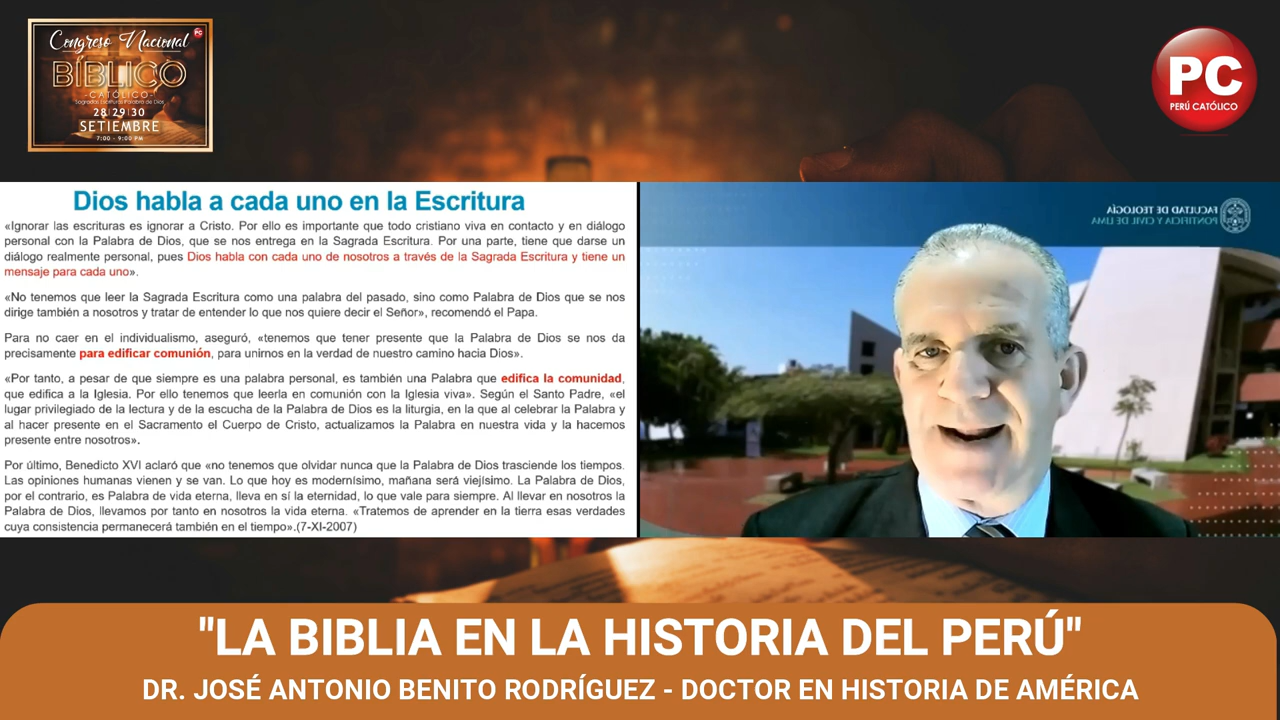 Congreso Nacional
PC
BÍBLICO
-CATÓLICO-
Sagradas Escrituras Palabra de Dios
28|29|30
SETIEMBRE
7:00 - 9:00 PM
PC
PERÚ CATÓLICO
Dios habla a cada uno en la Escritura
«Ignorar las escrituras es ignorar a Cristo. Por ello es importante que todo cristiano viva en contacto y en diálogo
personal con la Palabra de Dios, que se nos entrega en la Sagrada Escritura. Por una parte, tiene que darse un
diálogo realmente personal, pues Dios habla con cada uno de nosotros a través de la Sagrada Escritura y tiene un
mensaje para cada uno».
«No tenemos que leer la Sagrada Escritura como una palabra del pasado, sino como Palabra de Dios que se nos
dirige también a nosotros y tratar de entender lo que nos quiere decir el Señor», recomendó el Papa.
Para no caer en el individualismo, aseguró, «tenemos que tener presente que la Palabra de Dios se nos da
precisamente para edificar comunión, para unirnos en la verdad de nuestro camino hacia Dios».
«Por tanto, a pesar de que siempre es una palabra personal, es también una Palabra que edifica la comunidad,
que edifica a la Iglesia. Por ello tenemos que leerla en comunión con la Iglesia viva». Según el Santo Padre, «el
lugar privilegiado de la lectura y de la escucha de la Palabra de Dios es la liturgia, en la que al celebrar la Palabra y
al hacer presente en el Sacramento el Cuerpo de Cristo, actualizamos la Palabra en nuestra vida y la hacemos
presente entre nosotros».
Por último, Benedicto XVI aclaró que «no tenemos que olvidar nunca que la Palabra de Dios trasciende los tiempos.
Las opiniones humanas vienen y se van. Lo que hoy es modernísimo, mañana será viejísimo. La Palabra de Dios,
por el contrario, es Palabra de vida eterna, lleva en sí la eternidad, lo que vale para siempre. Al llevar en nosotros la
Palabra de Dios, llevamos por tanto en nosotros la vida eterna. «Tratemos de aprender en la tierra esas verdades
cuya consistencia permanecerá también en el tiempo».(7-XI-2007)
FACULTAD DE TEOLOGÍA
PONTIFICIA Y CIVIL DE LIMA
"LA BIBLIA EN LA HISTORIA DEL PERÚ"
DR. JOSÉ ANTONIO BENITO RODRÍGUEZ - DOCTOR EN HISTORIA DE AMÉRICA